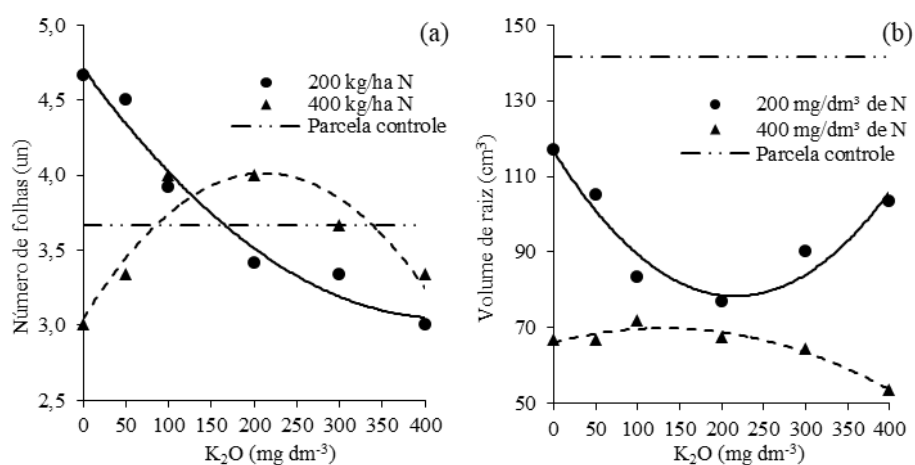 (a)
Número de folhas (un)
5,0
4,5
4,0
3,5
3,0
2,5
200 kg/ha N
400 kg/ha N
Parcela controle
0 50 100 150 200 250 300 350 400
K₂O (mg dm⁻³)
(b)
Volume de raiz (cm³)
150
130
110
90
70
50
200 mg/dm³ de N
400 mg/dm³ de N
Parcela controle
0 50 100 150 200 250 300 350 400
K₂O (mg dm⁻³)